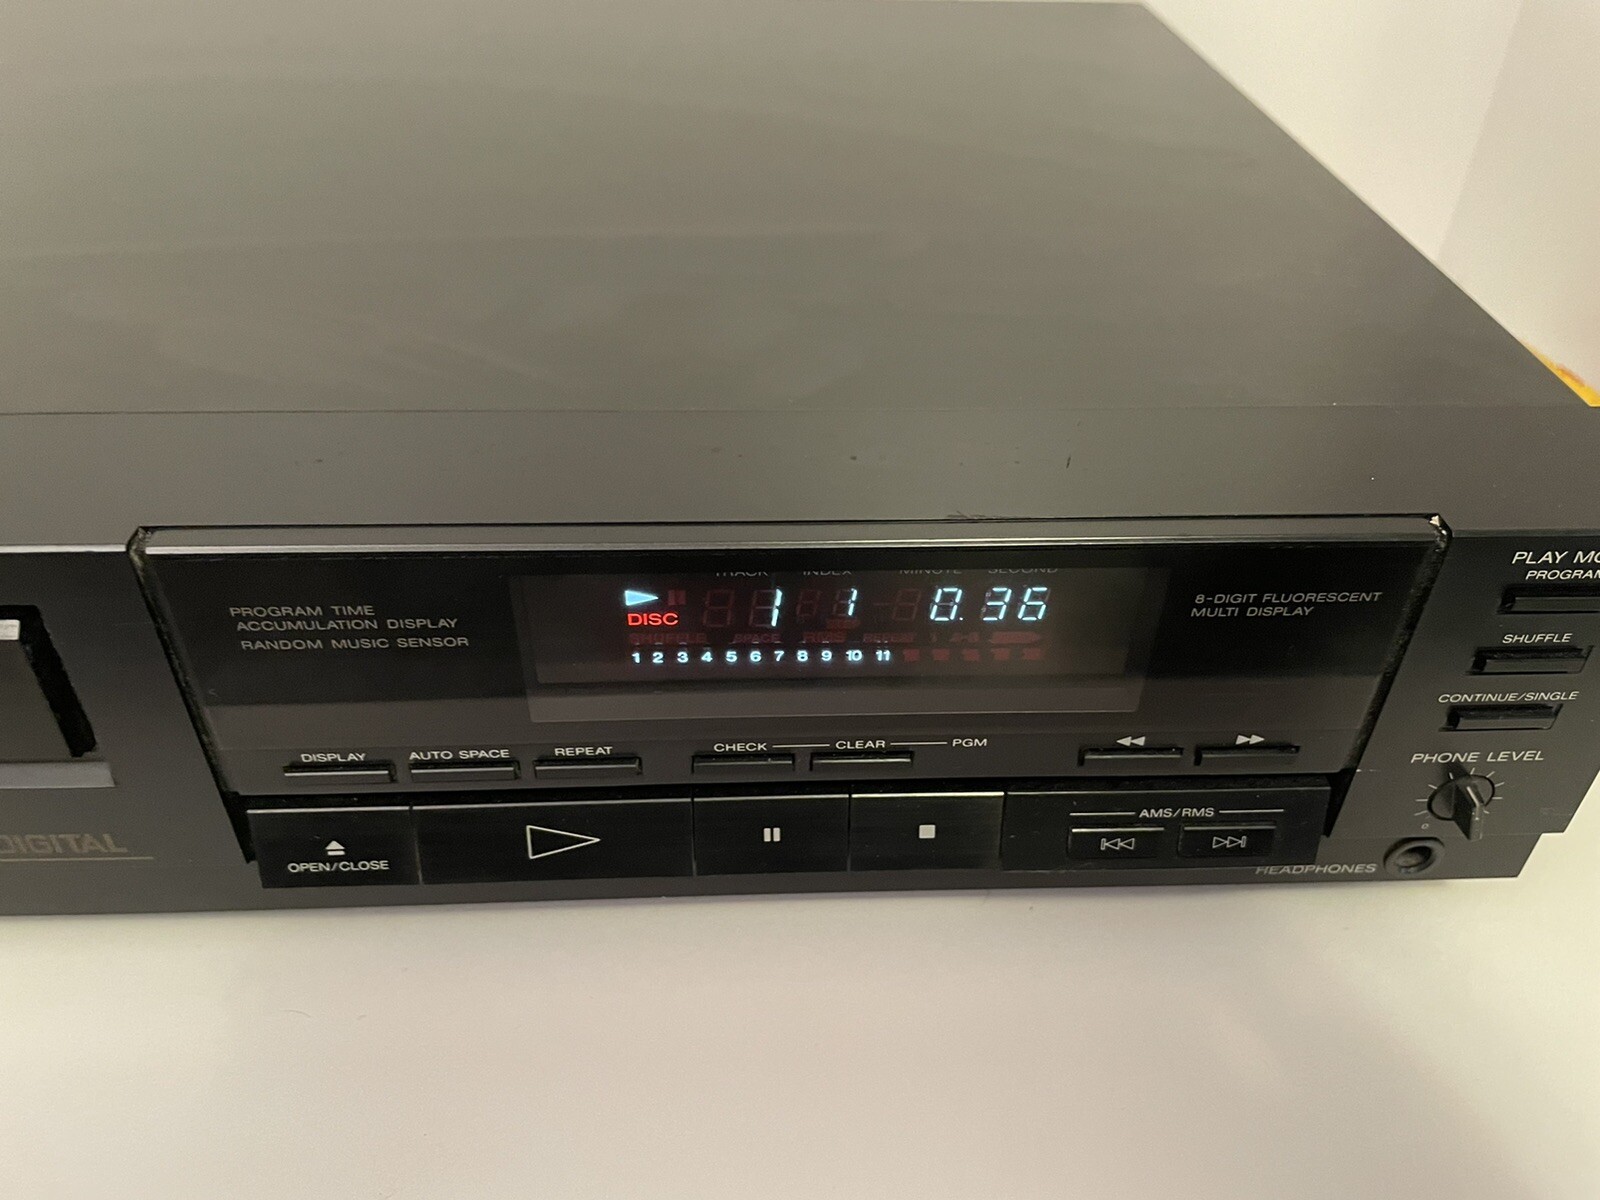 TRACK INDEX MINUTE SECOND
1 1 0.36
DISC
SHUFFLE SPACE RMS REPEAT 1 A-B
1 2 3 4 5 6 7 8 9 10 11
PROGRAM TIME
ACCUMULATION DISPLAY
RANDOM MUSIC SENSOR
8-DIGIT FLUORESCENT
MULTI DISPLAY
PLAY MO
PROGRAM
SHUFFLE
CONTINUE/SINGLE
DISPLAY AUTO SPACE REPEAT CHECK CLEAR PGM
PHONE LEVEL
0
AMS/RMS
OPEN/CLOSE
HEADPHONES
DIGITAL